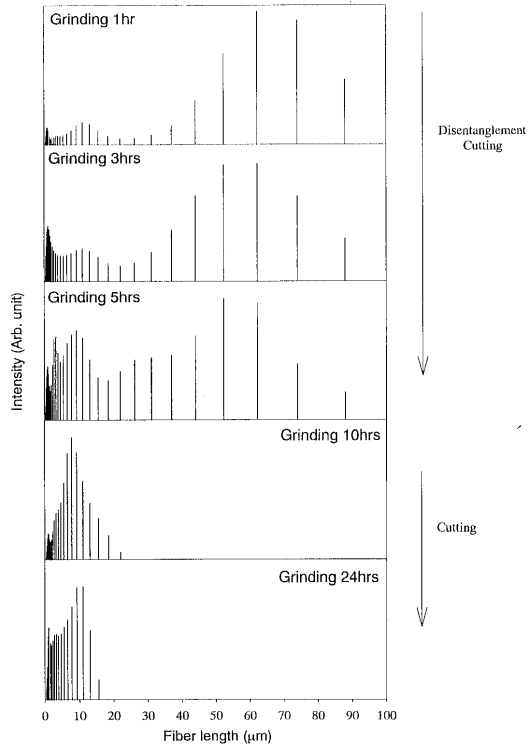 Grinding 1hr
Disentanglement
Cutting
Grinding 3hrs
Grinding 5hrs
Intensity (Arb. unit)
Grinding 10hrs
Cutting
Grinding 24hrs
0 10 20 30 40 50 60 70 80 90 100
Fiber length (μm)